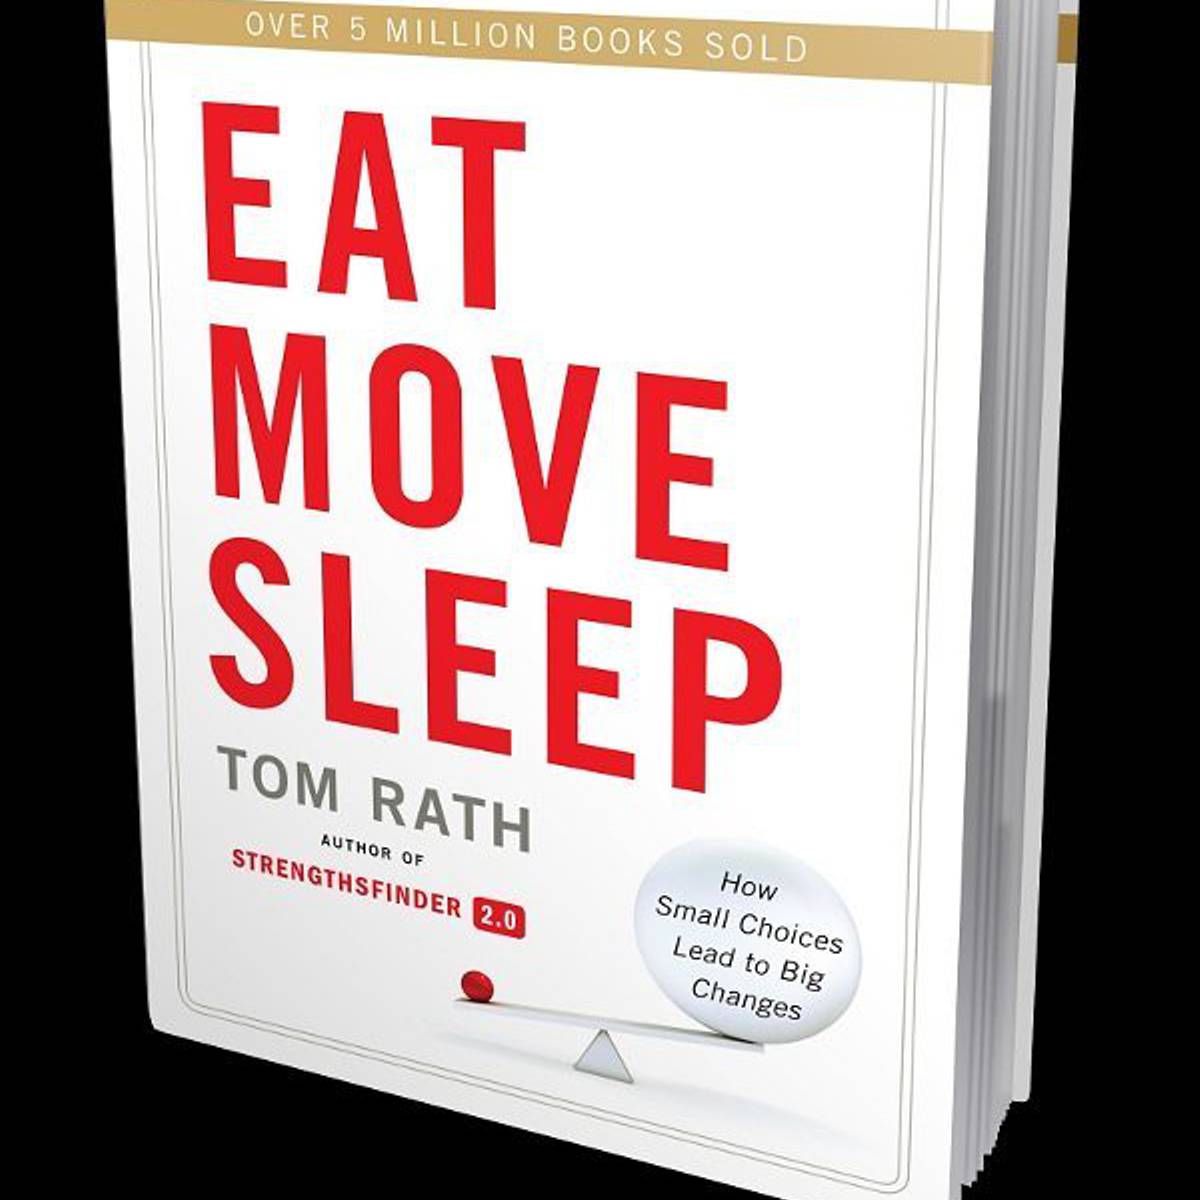 OVER 5 MILLION BOOKS SOLD
EAT
MOVE
SLEEP
TOM RATH
AUTHOR OF
STRENGTHSFINDER 2.0
How
Small Choices
Lead to Big
Changes